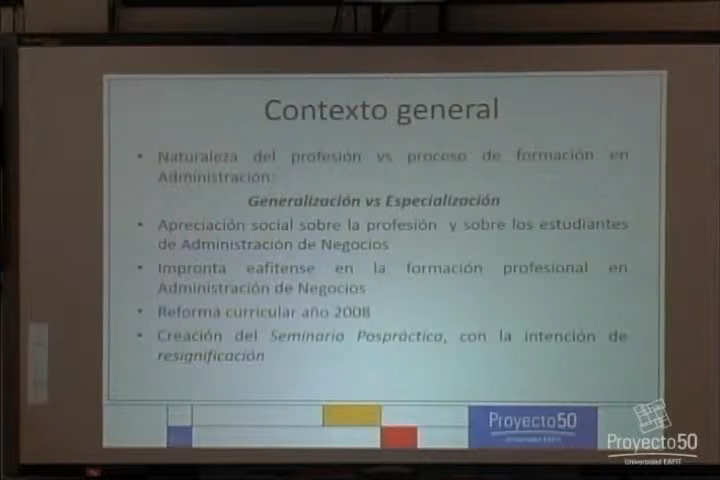 Contexto general
• Naturaleza del profesión vs proceso de formación en
Administración:
Generalización vs Especialización
• Apreciación social sobre la profesión y sobre los estudiantes
de Administración de Negocios
• Impronta eafitense en la formación profesional en
Administración de Negocios
• Reforma curricular año 2008
• Creación del Seminario Pospráctica, con la intención de
resignificación
Proyecto50
Universidad EAFIT
Proyecto50
Universidad EAFIT